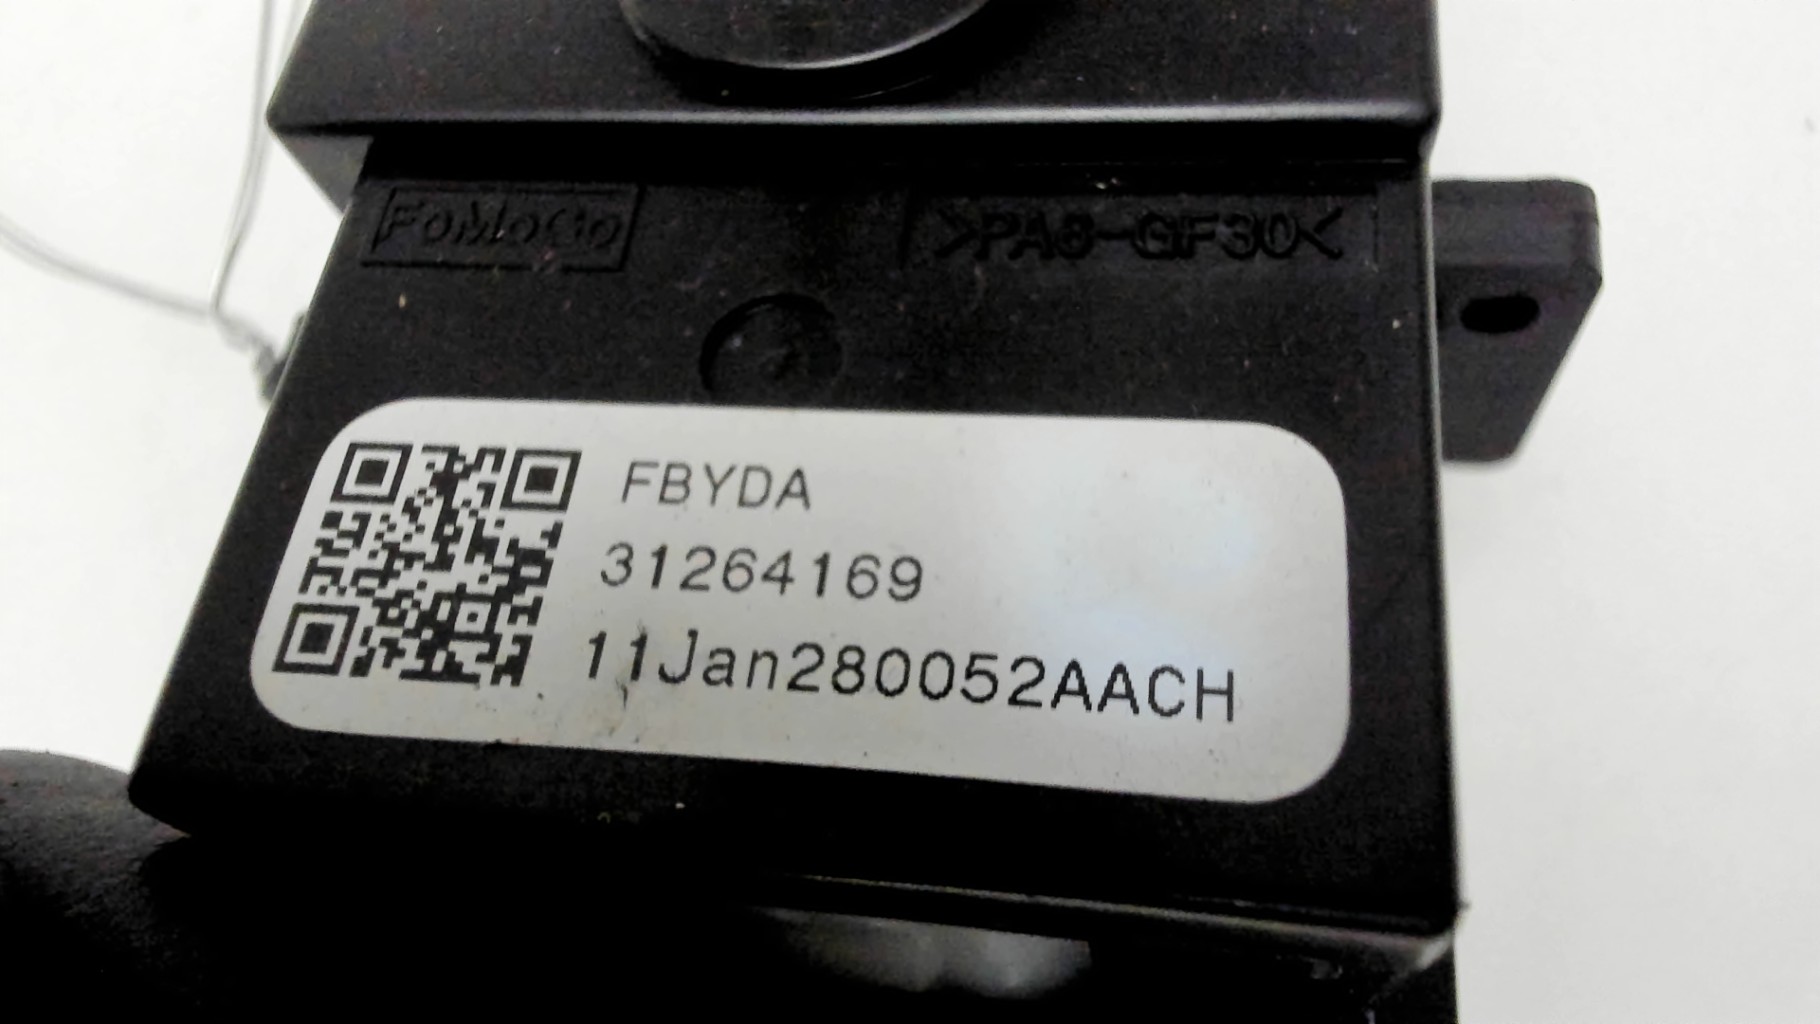 FoMoCo
>PA6-GF30<
FBYDA
31264169
11Jan280052AACH